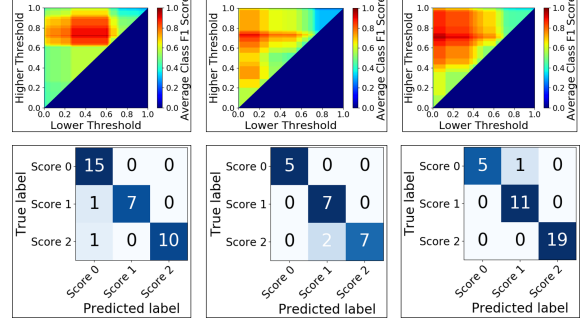 1.0
0.8
0.6
0.4
0.2
0.0
Higher Threshold
0.0 0.2 0.4 0.6 0.8 1.0
Lower Threshold
1.0
0.8
0.6
0.4
0.2
0.0
Average Class F1 Score
1.0
0.8
0.6
0.4
0.2
0.0
Higher Threshold
0.0 0.2 0.4 0.6 0.8 1.0
Lower Threshold
1.0
0.8
0.6
0.4
0.2
0.0
Average Class F1 Score
1.0
0.8
0.6
0.4
0.2
0.0
Higher Threshold
0.0 0.2 0.4 0.6 0.8 1.0
Lower Threshold
1.0
0.8
0.6
0.4
0.2
0.0
Average Class F1 Score
True label
Score 0 15 0 0
Score 1 1 7 0
Score 2 1 0 10
Score 0 Score 1 Score 2
Predicted label
True label
Score 0 5 0 0
Score 1 0 7 0
Score 2 0 2 7
Score 0 Score 1 Score 2
Predicted label
True label
Score 0 5 1 0
Score 1 0 11 0
Score 2 0 0 19
Score 0 Score 1 Score 2
Predicted label